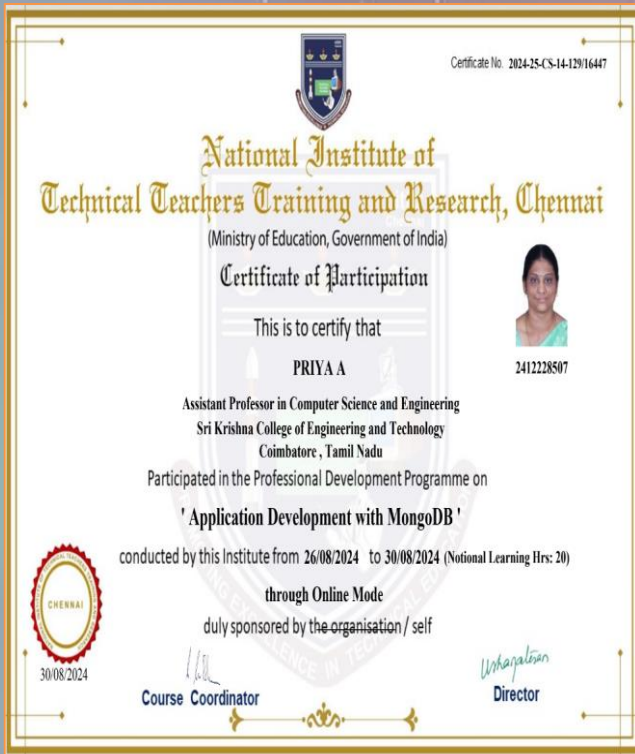 Certificate No. 2024-25-CS-14-129/16447
National Institute of
Technical Teachers Training and Research, Chennai
(Ministry of Education, Government of India)
Certificate of Participation
This is to certify that
PRIYA A
2412228507
Assistant Professor in Computer Science and Engineering
Sri Krishna College of Engineering and Technology
Coimbatore , Tamil Nadu
Participated in the Professional Development Programme on
' Application Development with MongoDB '
conducted by this Institute from 26/08/2024 to 30/08/2024 (Notional Learning Hrs: 20)
through Online Mode
duly sponsored by the organisation / self
CHENNAI
30/08/2024
Course Coordinator
Director